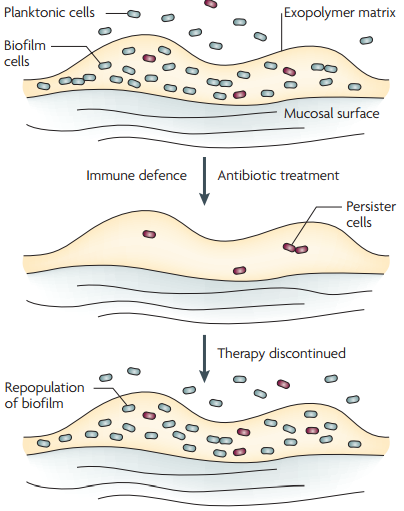 Planktonic cells
Exopolymer matrix
Biofilm
cells
Mucosal surface
Immune defence
Antibiotic treatment
Persister
cells
Therapy discontinued
Repopulation
of biofilm